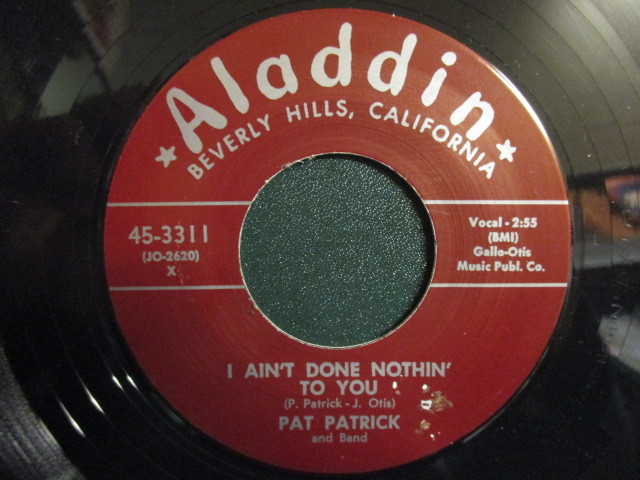 Aladdin
BEVERLY HILLS, CALIFORNIA
45-3311
(JO-2620)
X
Vocal - 2:55
(BMI)
Gallo-Otis
Music Publ. Co.
I AIN'T DONE NOTHIN'
TO YOU
(P. Patrick - J. Otis)
PAT PATRICK
and Band